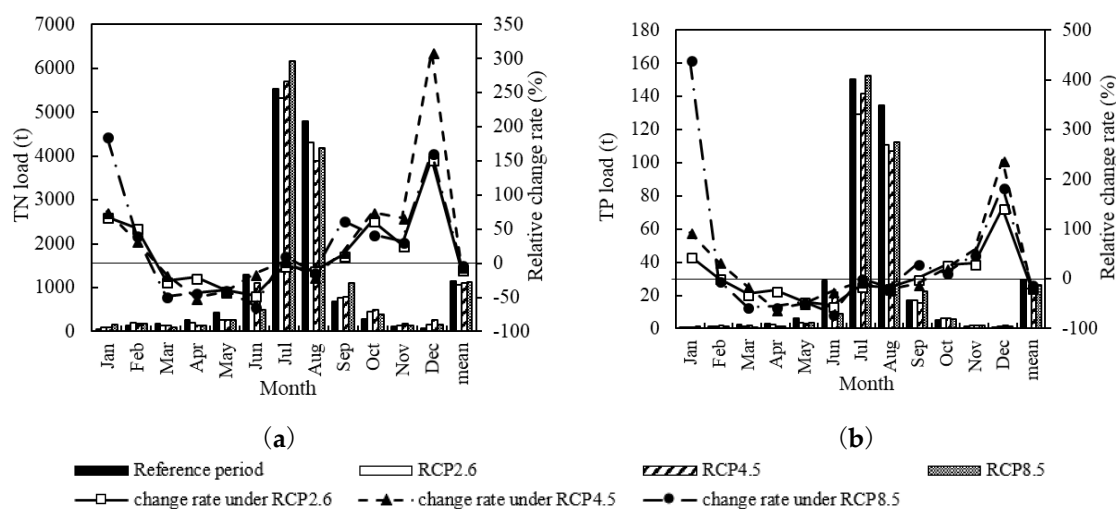 7000
6000
5000
4000
3000
2000
1000
0
TN load (t)
350
300
250
200
150
100
50
0
-50
-100
Relative change rate (%)
Jan Feb Mar Apr May Jun Jul Aug Sep Oct Nov Dec mean
Month
(a)
180
160
140
120
100
80
60
40
20
0
TP load (t)
500
400
300
200
100
0
-100
Relative change rate (%)
Jan Feb Mar Apr May Jun Jul Aug Sep Oct Nov Dec mean
Month
(b)
Reference period RCP2.6 RCP4.5 RCP8.5
change rate under RCP2.6 change rate under RCP4.5 change rate under RCP8.5